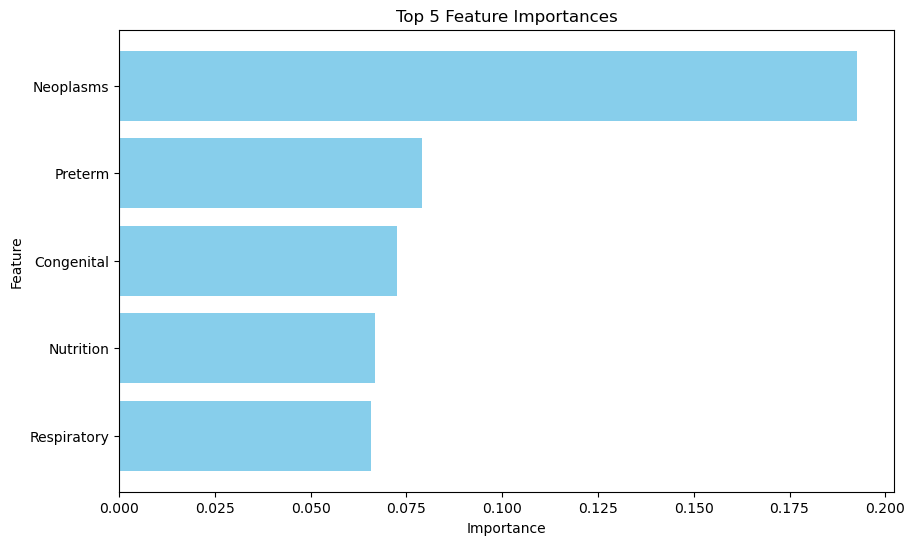 Top 5 Feature Importances
Feature
Neoplasms
Preterm
Congenital
Nutrition
Respiratory
0.000 0.025 0.050 0.075 0.100 0.125 0.150 0.175 0.200
Importance